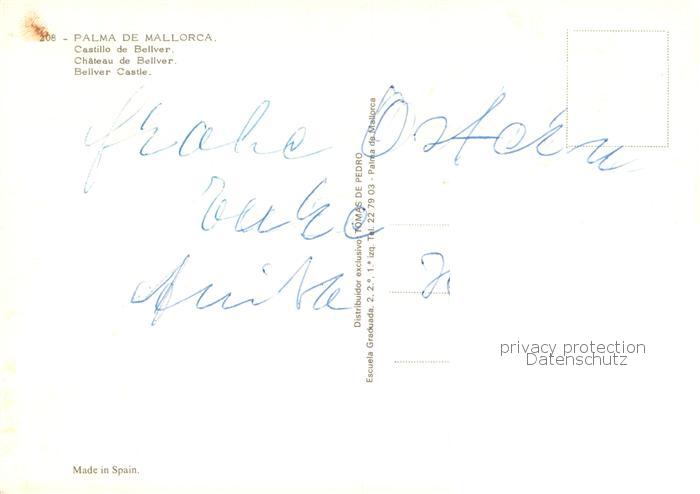 208 - PALMA DE MALLORCA.
Castillo de Bellver.
Château de Bellver.
Bellver Castle.
Frohe Ostern
Anita
Distribuidor exclusivo: TOMAS DE PEDRO
Escuela Graduada, 2, 2.º, 1.ª izq. Tel. 22 79 03 - Palma de Mallorca
privacy protection
Datenschutz
Made in Spain.